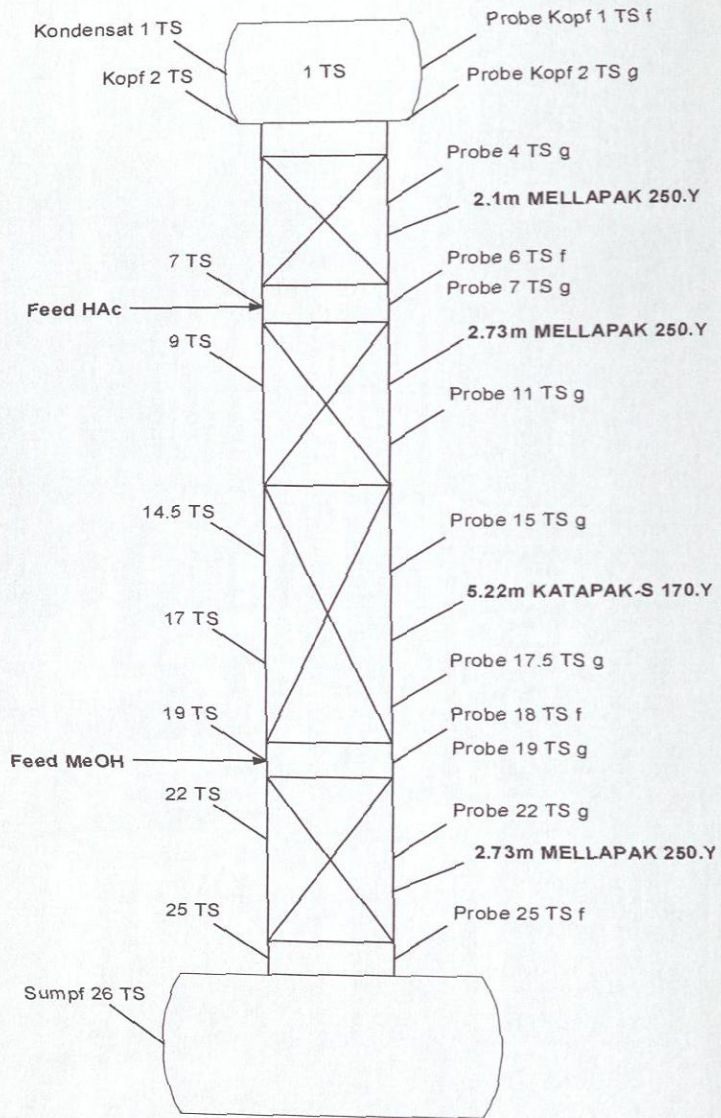 Kondensat 1 TS
Probe Kopf 1 TS f
Kopf 2 TS
1 TS
Probe Kopf 2 TS g
Probe 4 TS g
2.1m MELLAPAK 250.Y
7 TS
Probe 6 TS f
Feed HAc
Probe 7 TS g
9 TS
2.73m MELLAPAK 250.Y
Probe 11 TS g
14.5 TS
Probe 15 TS g
5.22m KATAPAK-S 170.Y
17 TS
Probe 17.5 TS g
19 TS
Probe 18 TS f
Feed MeOH
Probe 19 TS g
22 TS
Probe 22 TS g
2.73m MELLAPAK 250.Y
25 TS
Probe 25 TS f
Sumpf 26 TS